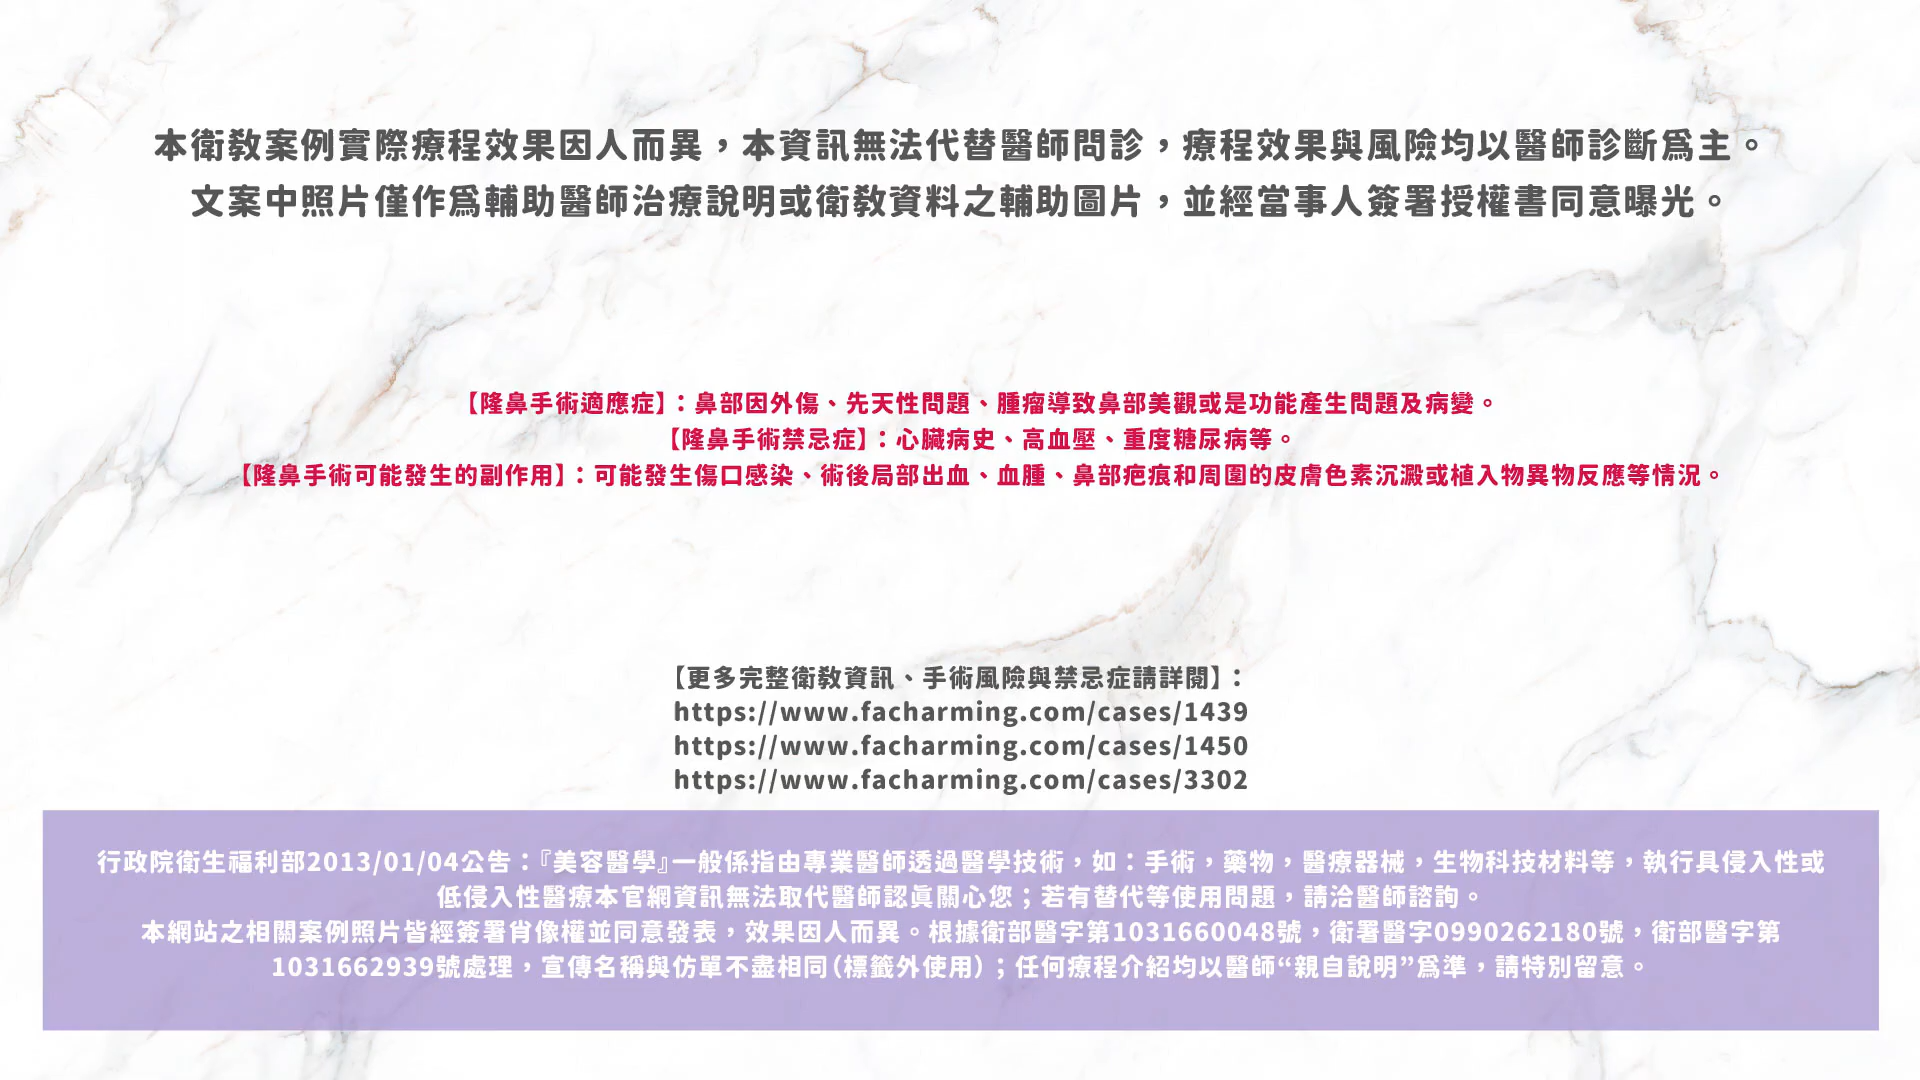 本衛教案例實際療程效果因人而異，本資訊無法代替醫師問診，療程效果與風險均以醫師診斷為主。
文案中照片僅作為輔助醫師治療說明或衛教資料之輔助圖片，並經當事人簽署授權書同意曝光。
【隆鼻手術適應症】：鼻部因外傷、先天性問題、腫瘤導致鼻部美觀或是功能產生問題及病變。
【隆鼻手術禁忌症】：心臟病史、高血壓、重度糖尿病等。
【隆鼻手術可能發生的副作用】：可能發生傷口感染、術後局部出血、血腫、鼻部疤痕和周圍的皮膚色素沉澱或植入物異物反應等情況。
【更多完整衛教資訊、手術風險與禁忌症請詳閱】：
https://www.facharming.com/cases/1439
https://www.facharming.com/cases/1450
https://www.facharming.com/cases/3302
行政院衛生福利部2013/01/04公告：『美容醫學』一般係指由專業醫師透過醫學技術，如：手術，藥物，醫療器械，生物科技材料等，執行具侵入性或
低侵入性醫療本官網資訊無法取代醫師認真關心您；若有替代等使用問題，請洽醫師諮詢。
本網站之相關案例照片皆經簽署肖像權並同意發表，效果因人而異。根據衛部醫字第1031660048號，衛署醫字0990262180號，衛部醫字第
1031662939號處理，宣傳名稱與仿單不盡相同(標籤外使用)；任何療程介紹均以醫師“親自說明”為準，請特別留意。